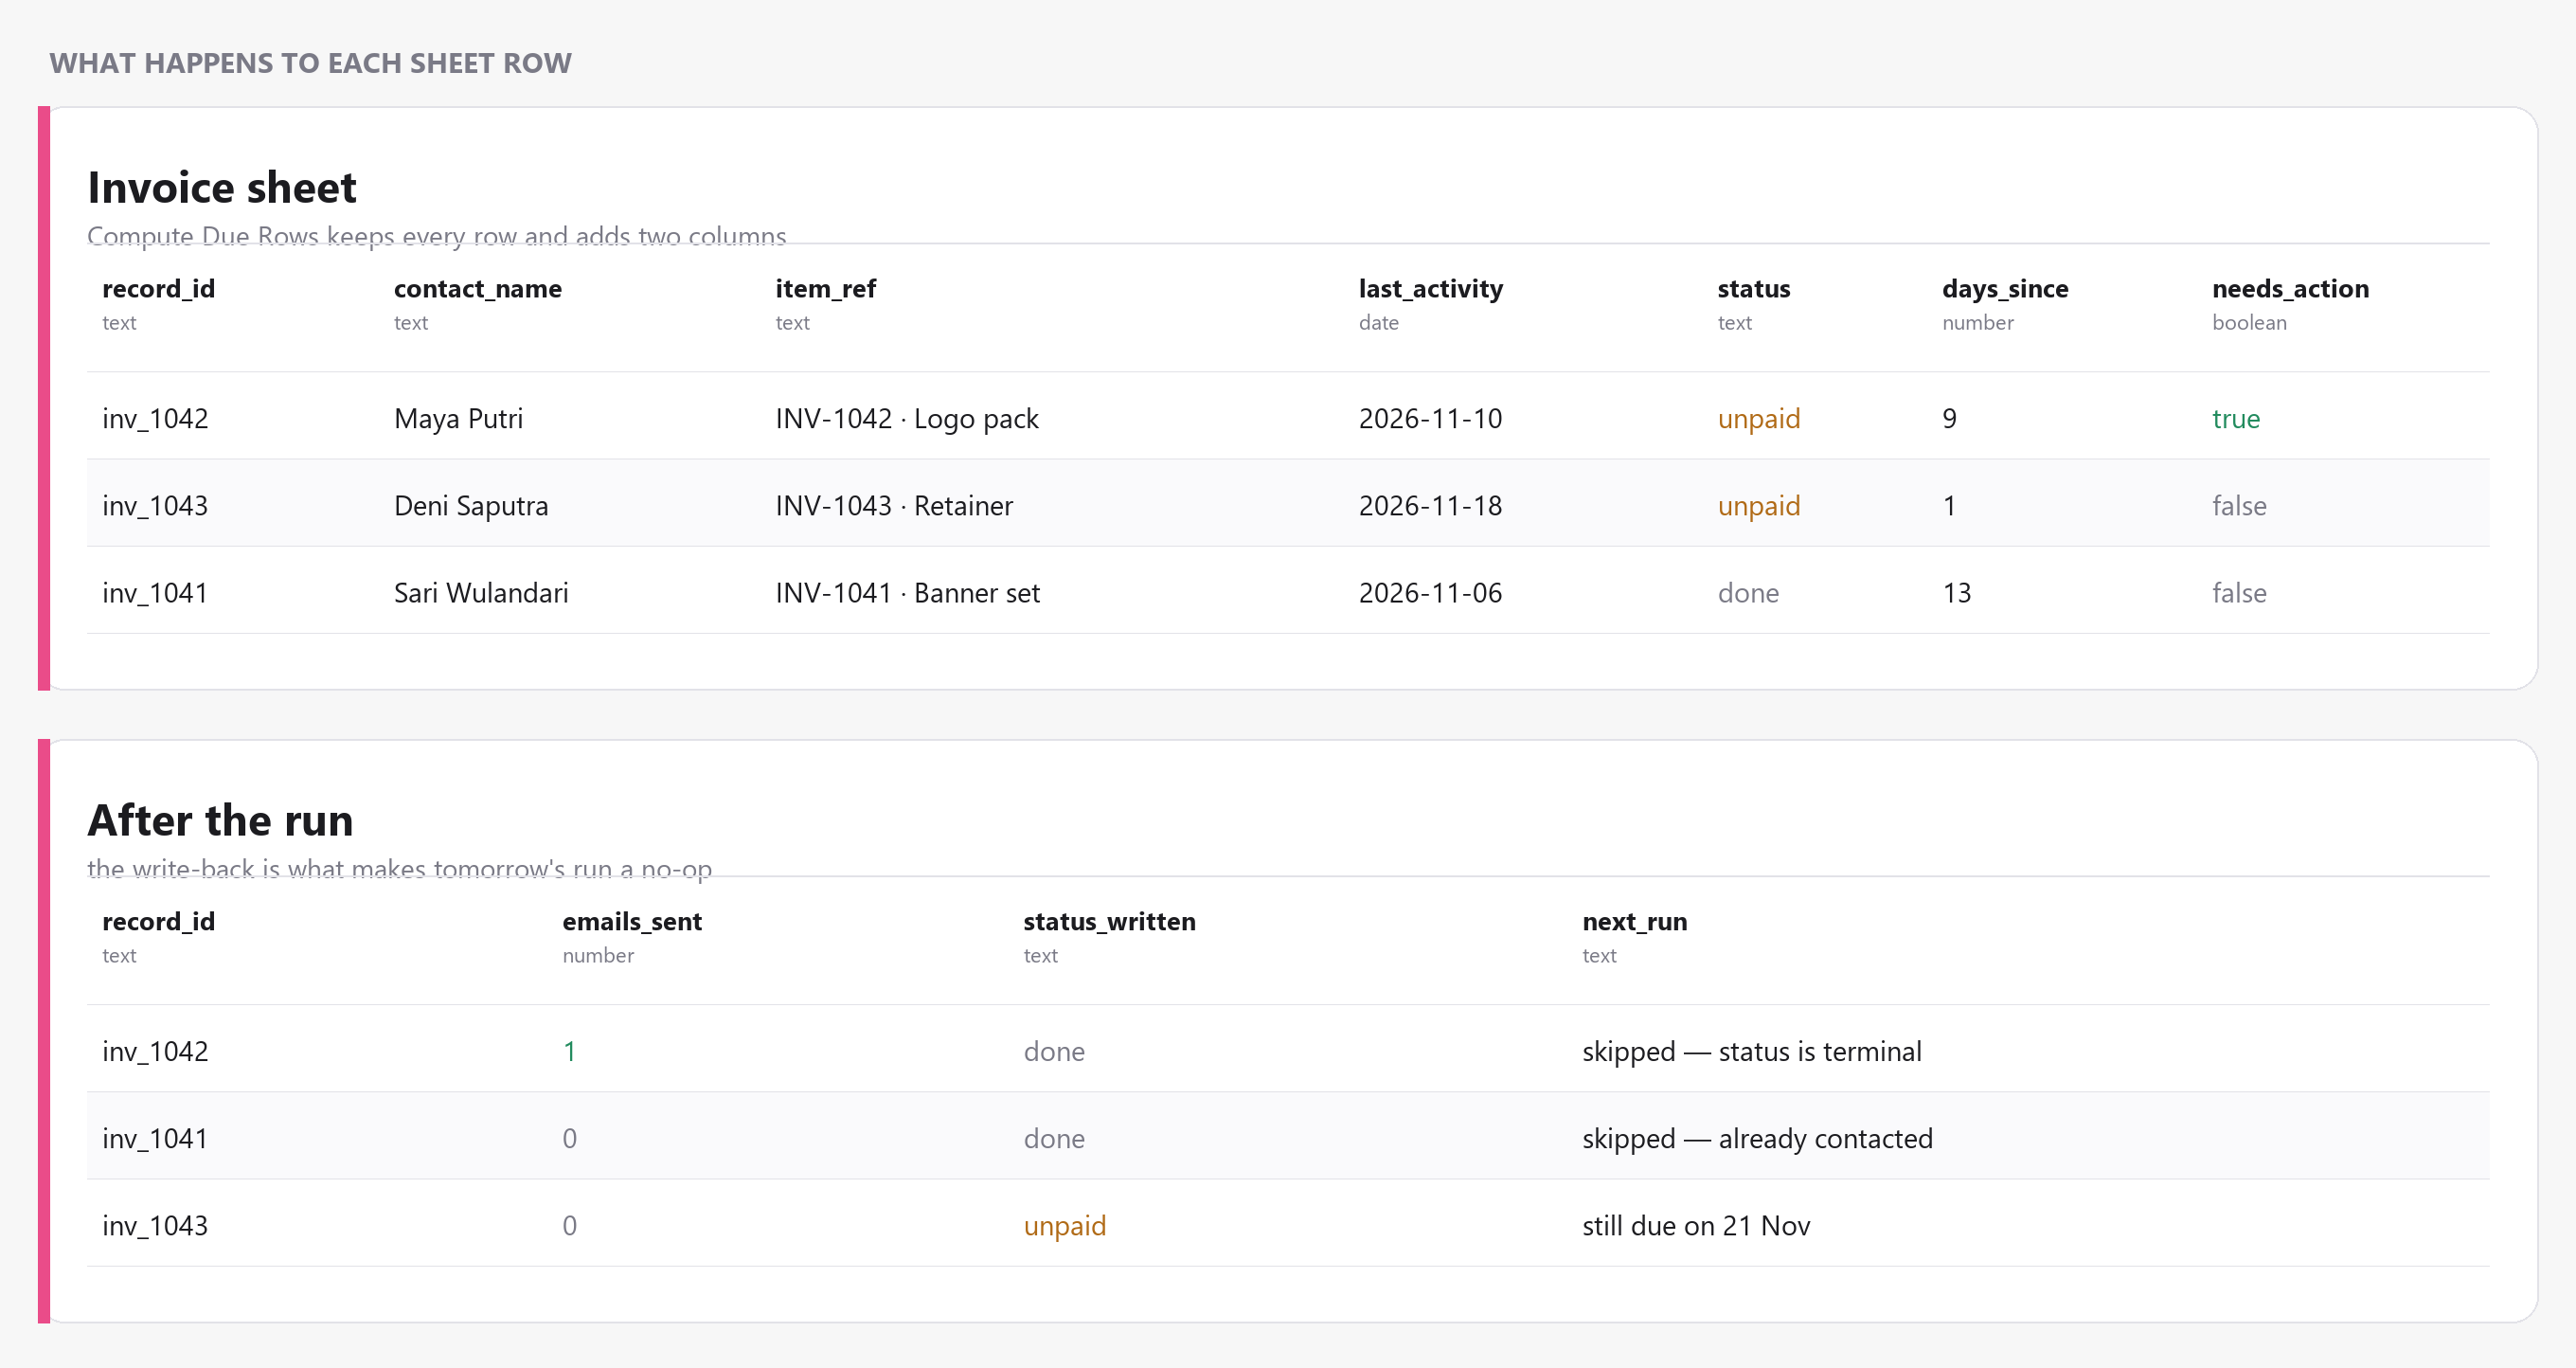 WHAT HAPPENS TO EACH SHEET ROW
Invoice sheet
Compute Due Rows keeps every row and adds two columns
record_id contact_name item_ref last_activity status days_since needs_action
text text text date text number boolean
inv_1042 Maya Putri INV-1042 · Logo pack 2026-11-10 unpaid 9 true
inv_1043 Deni Saputra INV-1043 · Retainer 2026-11-18 unpaid 1 false
inv_1041 Sari Wulandari INV-1041 · Banner set 2026-11-06 done 13 false
After the run
the write-back is what makes tomorrow's run a no-op
record_id emails_sent status_written next_run
text number text text
inv_1042 1 done skipped — status is terminal
inv_1041 0 done skipped — already contacted
inv_1043 0 unpaid still due on 21 Nov